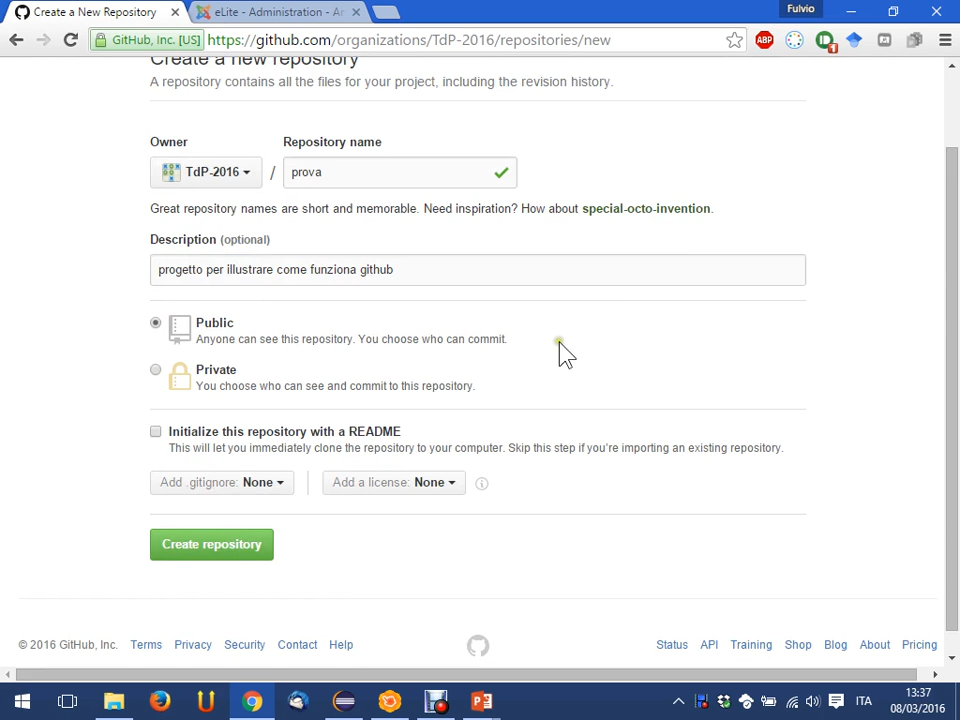 Create a New Repository
eLite - Administration - Ar
Fulvio
GitHub, Inc. [US]
https://github.com/organizations/TdP-2016/repositories/new
ABP
1
Create a new repository
A repository contains all the files for your project, including the revision history.
Owner
Repository name
TdP-2016 / prova
Great repository names are short and memorable. Need inspiration? How about special-octo-invention.
Description (optional)
progetto per illustrare come funziona github
Public
Anyone can see this repository. You choose who can commit.
Private
You choose who can see and commit to this repository.
Initialize this repository with a README
This will let you immediately clone the repository to your computer. Skip this step if you're importing an existing repository.
Add .gitignore: None
Add a license: None
Create repository
© 2016 GitHub, Inc. Terms Privacy Security Contact Help
Status API Training Shop Blog About Pricing
ITA
13:37
08/03/2016